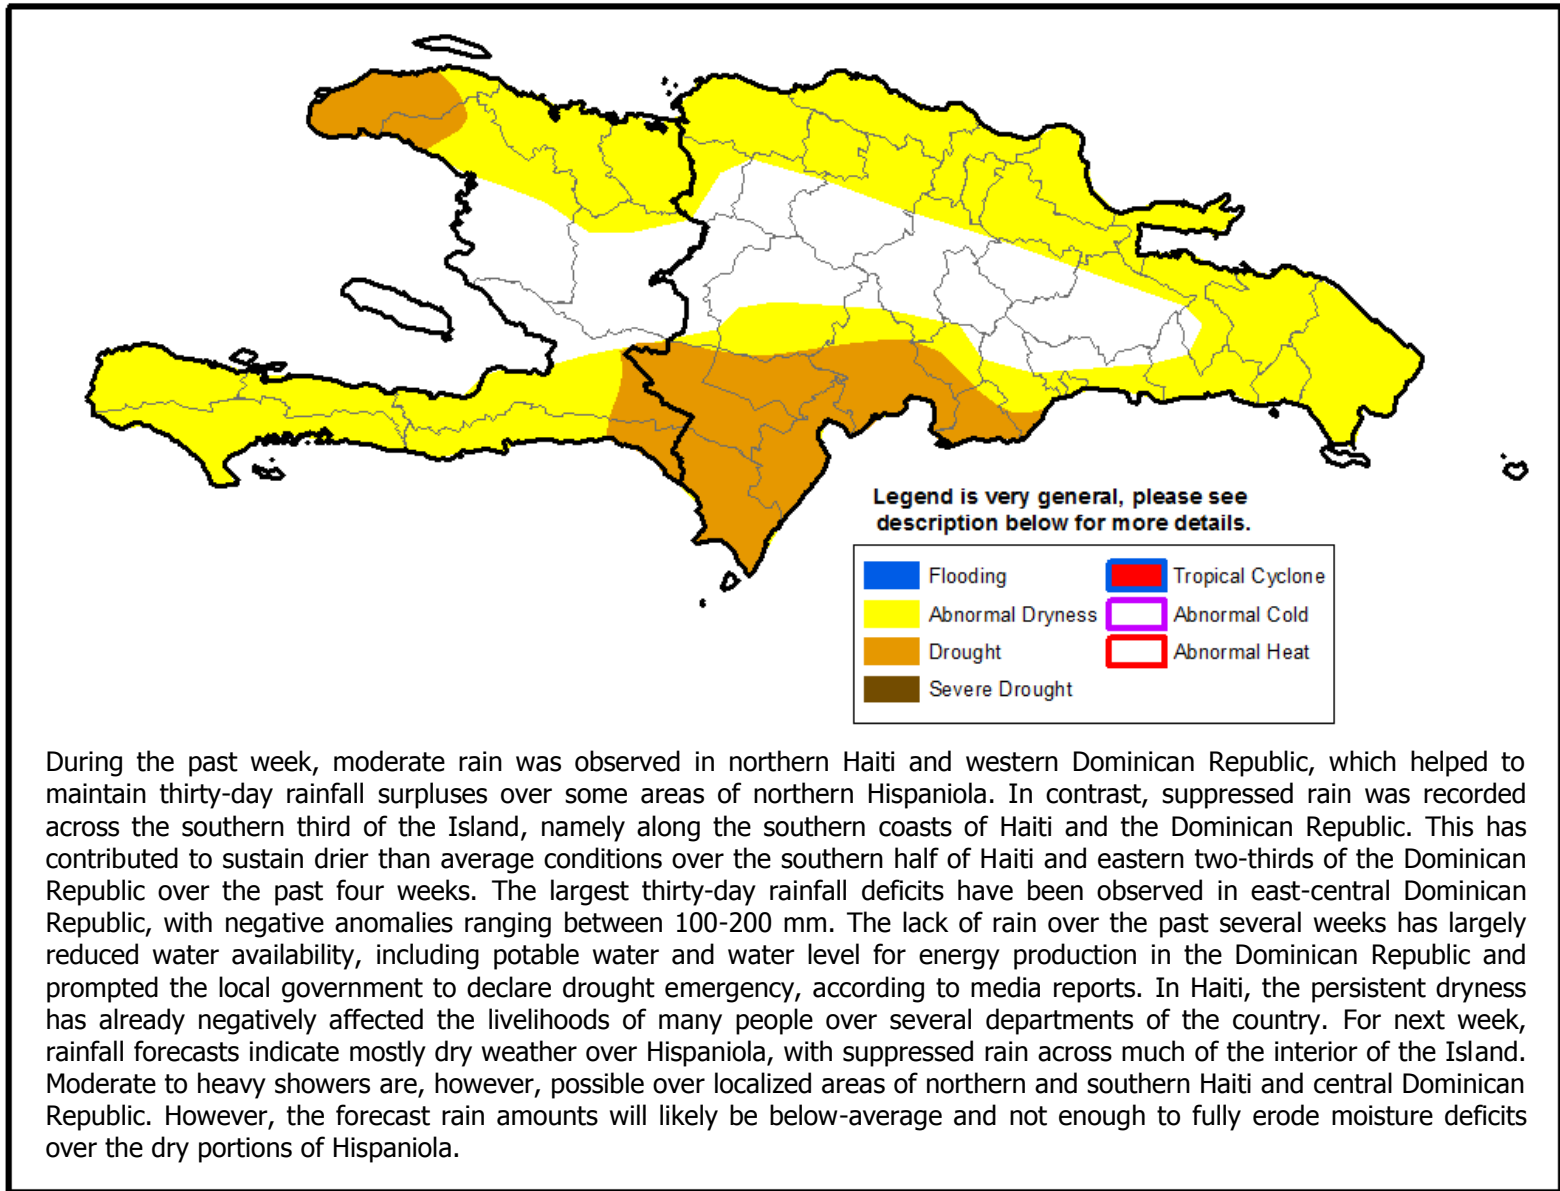 Legend is very general, please see
description below for more details.
Flooding
Tropical Cyclone
Abnormal Dryness
Abnormal Cold
Drought
Abnormal Heat
Severe Drought
During the past week, moderate rain was observed in northern Haiti and western Dominican Republic, which helped to
maintain thirty-day rainfall surpluses over some areas of northern Hispaniola. In contrast, suppressed rain was recorded
across the southern third of the Island, namely along the southern coasts of Haiti and the Dominican Republic. This has
contributed to sustain drier than average conditions over the southern half of Haiti and eastern two-thirds of the Dominican
Republic over the past four weeks. The largest thirty-day rainfall deficits have been observed in east-central Dominican
Republic, with negative anomalies ranging between 100-200 mm. The lack of rain over the past several weeks has largely
reduced water availability, including potable water and water level for energy production in the Dominican Republic and
prompted the local government to declare drought emergency, according to media reports. In Haiti, the persistent dryness
has already negatively affected the livelihoods of many people over several departments of the country. For next week,
rainfall forecasts indicate mostly dry weather over Hispaniola, with suppressed rain across much of the interior of the Island.
Moderate to heavy showers are, however, possible over localized areas of northern and southern Haiti and central Dominican
Republic. However, the forecast rain amounts will likely be below-average and not enough to fully erode moisture deficits
over the dry portions of Hispaniola.